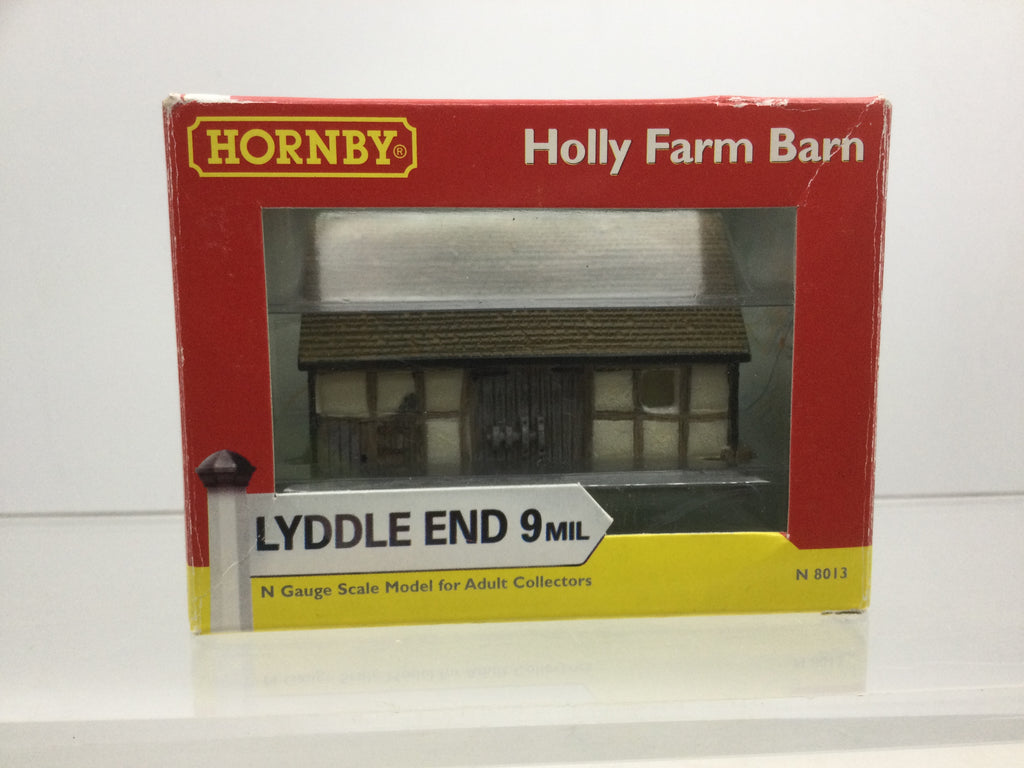 HORNBY®
Holly Farm Barn
LYDDLE END 9MIL
N Gauge Scale Model for Adult Collectors
N 8013